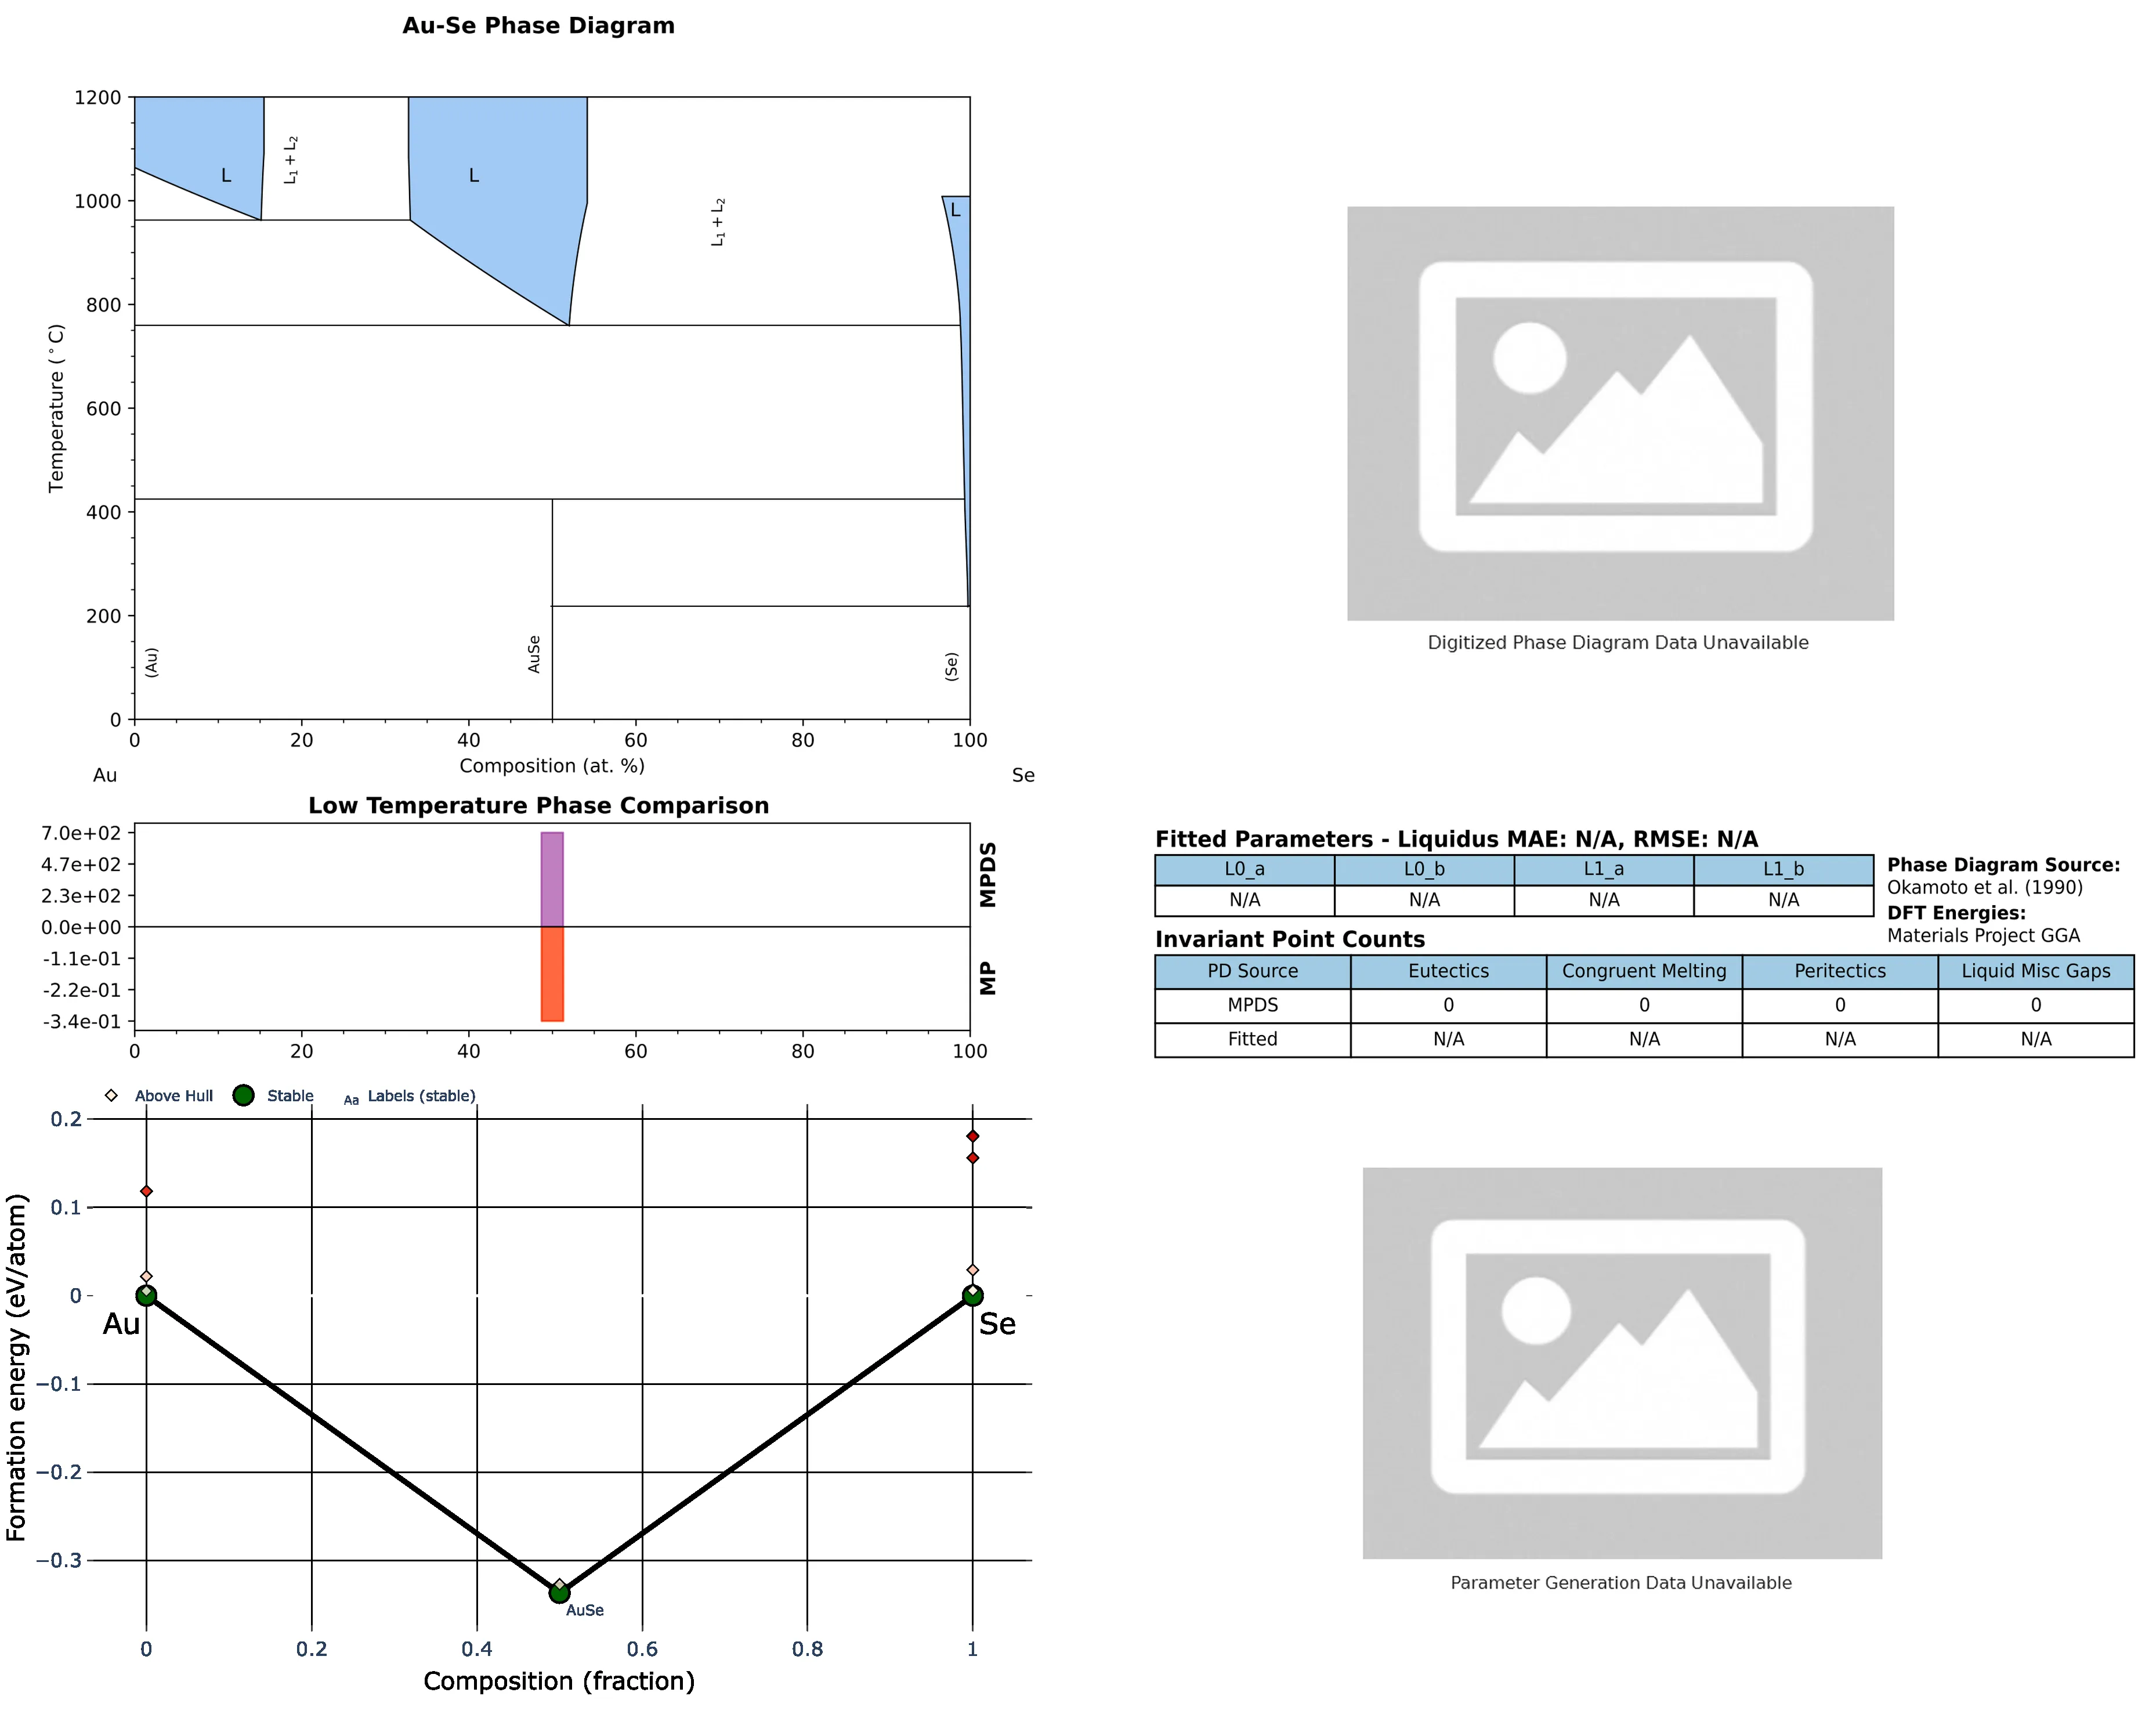 Au-Se Phase Diagram
1200
1000
800
600
400
200
0
Temperature (°C)
L
L₁ + L₂
L
L₁ + L₂
L
(Au)
AuSe
(Se)
0 20 40 60 80 100
Composition (at. %)
Au Se
Digitized Phase Diagram Data Unavailable
Low Temperature Phase Comparison
7.0e+02
4.7e+02
2.3e+02
0.0e+00
-1.1e-01
-2.2e-01
-3.4e-01
MPDS
MP
0 20 40 60 80 100
Fitted Parameters - Liquidus MAE: N/A, RMSE: N/A
L0_a L0_b L1_a L1_b
N/A N/A N/A N/A
Phase Diagram Source:
Okamoto et al. (1990)
DFT Energies:
Materials Project GGA
Invariant Point Counts
PD Source Eutectics Congruent Melting Peritectics Liquid Misc Gaps
MPDS 0 0 0 0
Fitted N/A N/A N/A N/A
Above Hull Stable Aa Labels (stable)
0.2
0.1
0
−0.1
−0.2
−0.3
Formation energy (eV/atom)
Au
Se
AuSe
0 0.2 0.4 0.6 0.8 1
Composition (fraction)
Parameter Generation Data Unavailable